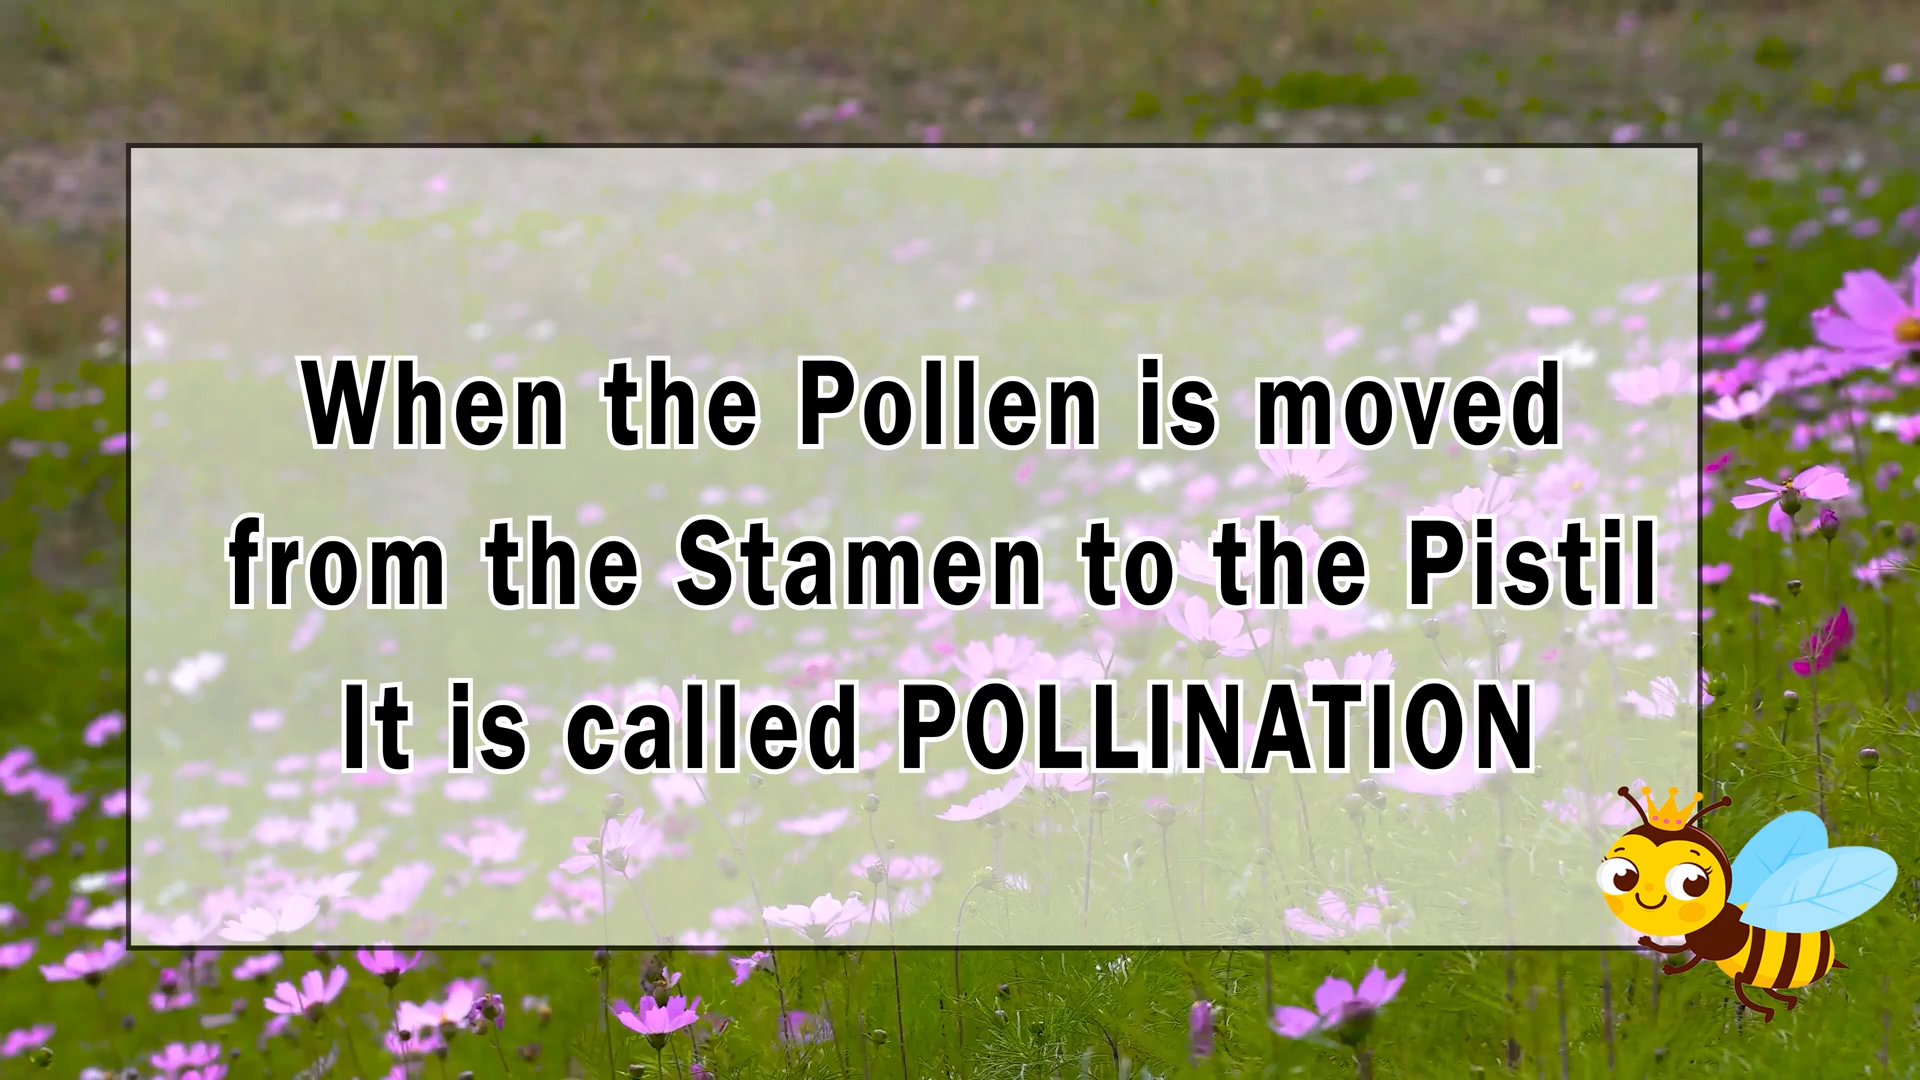 When the Pollen is moved
from the Stamen to the Pistil
It is called POLLINATION